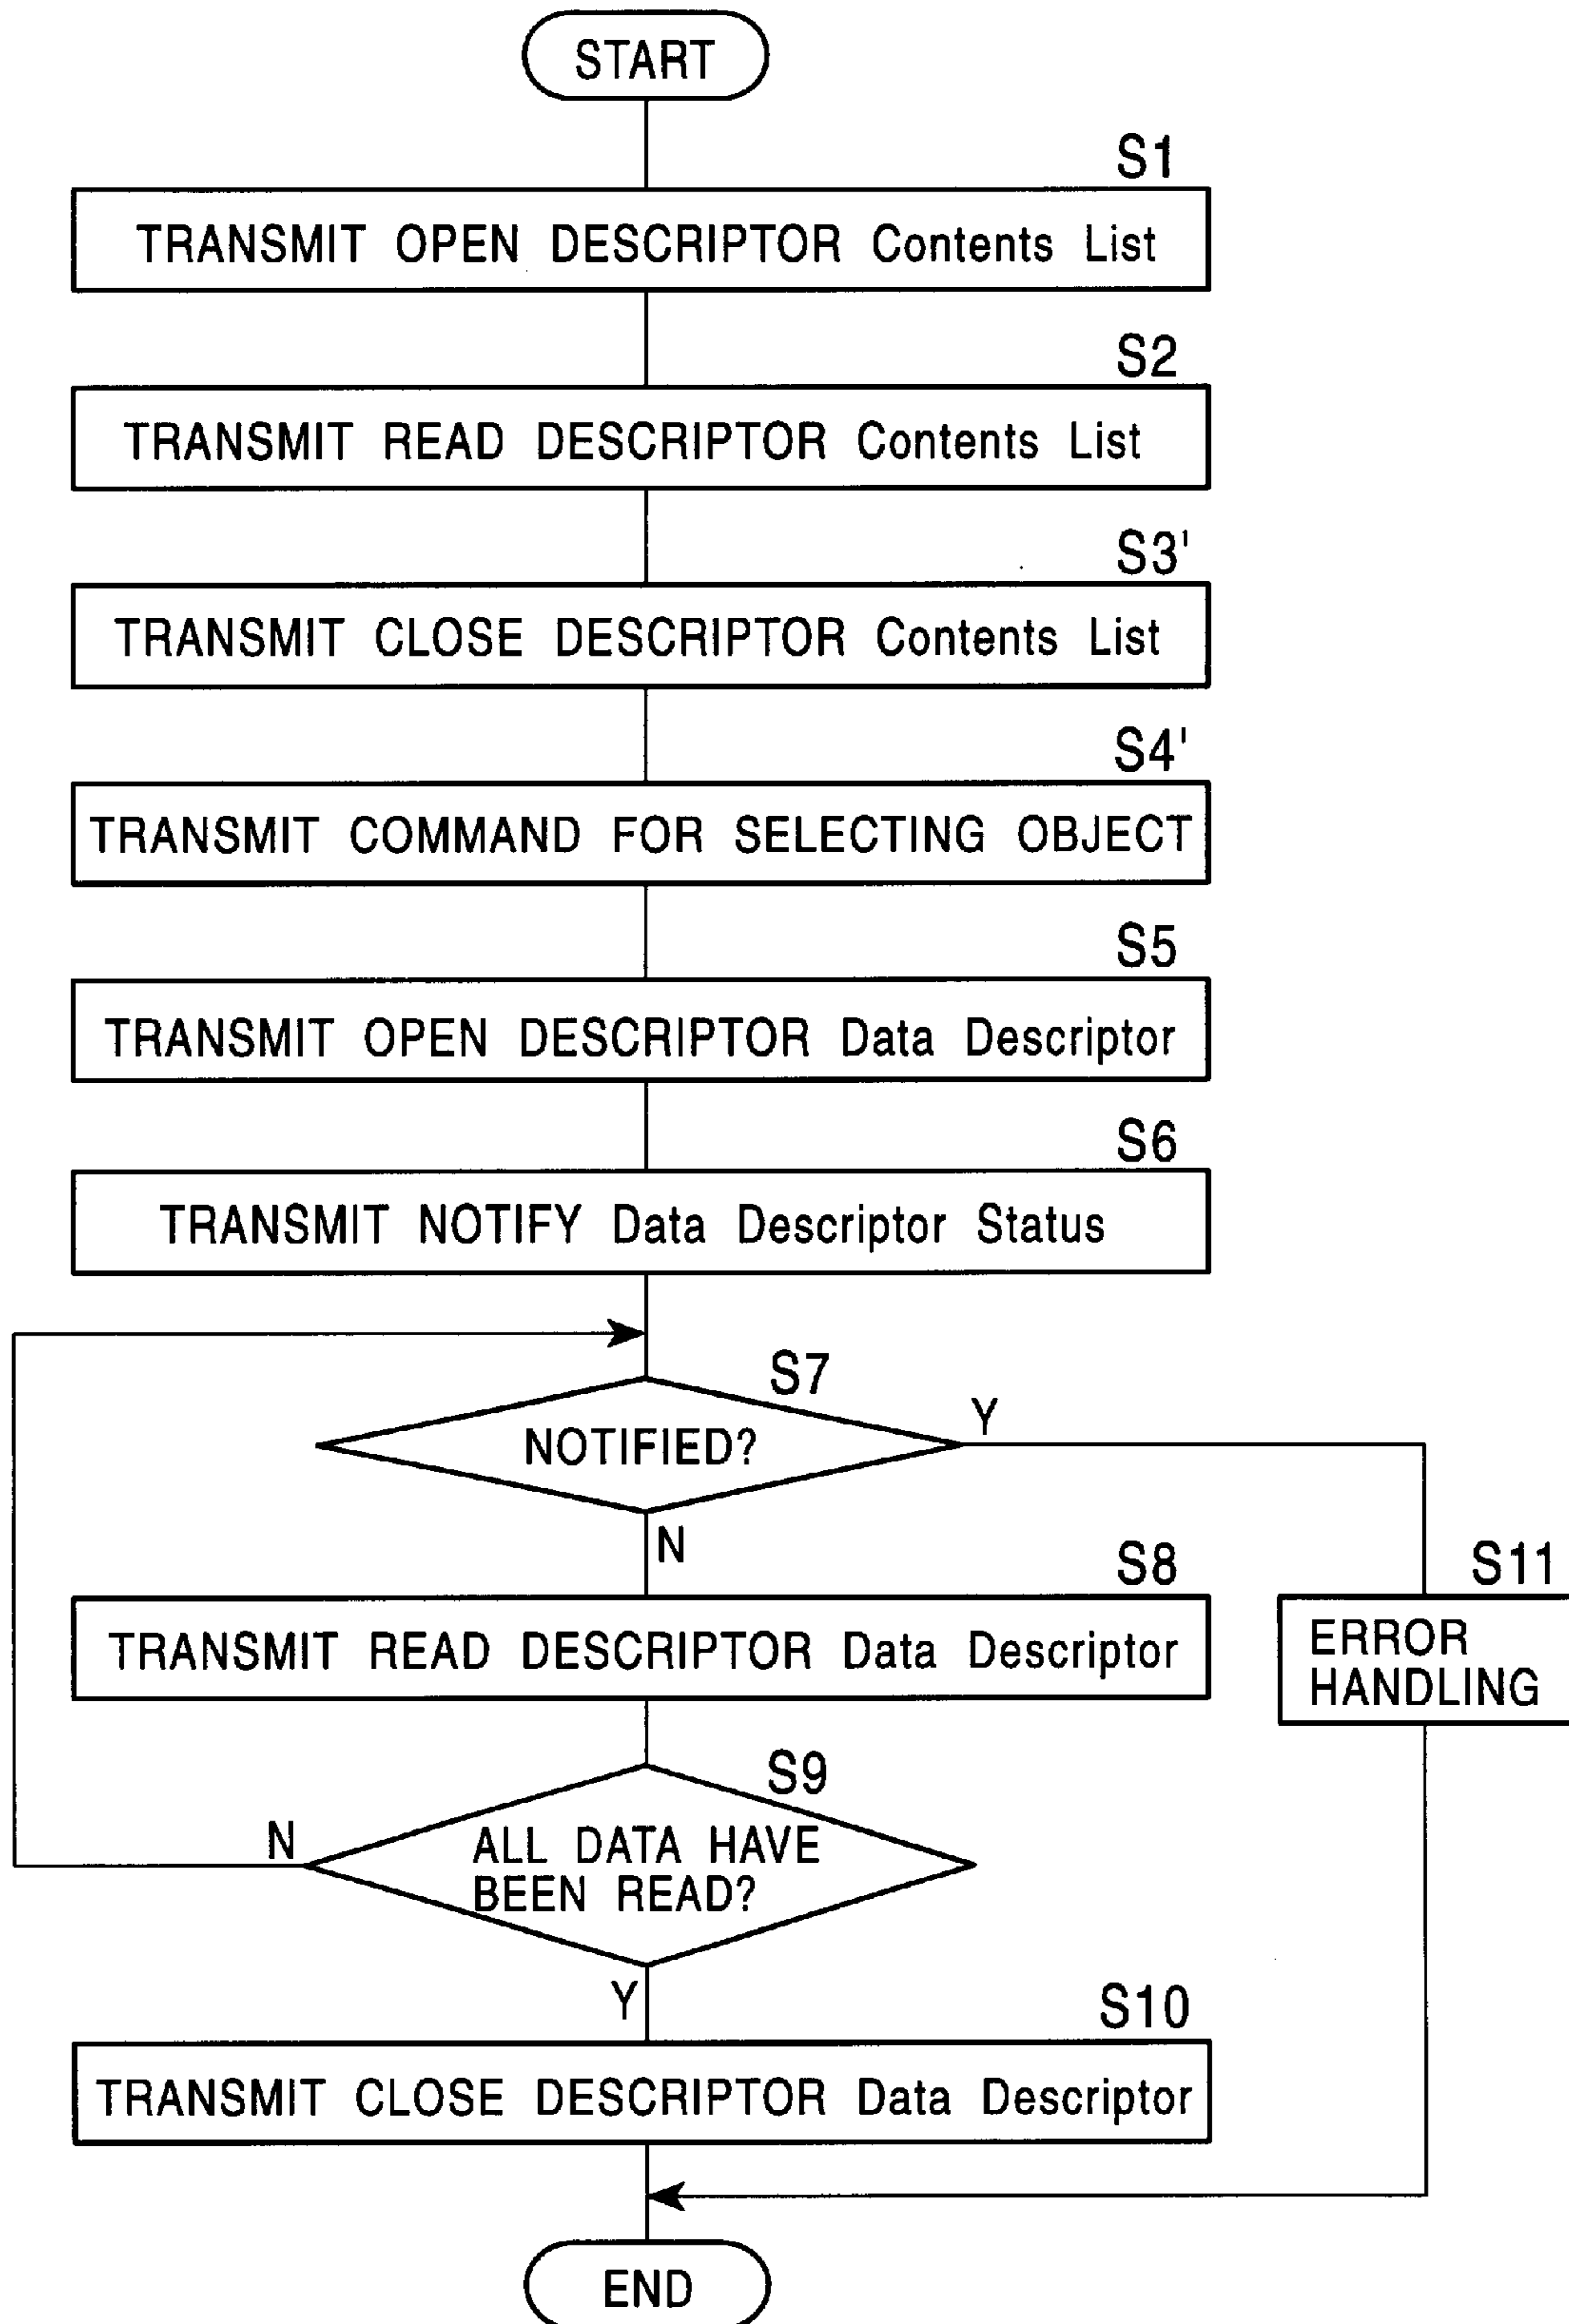 START
S1
TRANSMIT OPEN DESCRIPTOR Contents List
S2
TRANSMIT READ DESCRIPTOR Contents List
S3'
TRANSMIT CLOSE DESCRIPTOR Contents List
S4'
TRANSMIT COMMAND FOR SELECTING OBJECT
S5
TRANSMIT OPEN DESCRIPTOR Data Descriptor
S6
TRANSMIT NOTIFY Data Descriptor Status
S7
NOTIFIED?
Y
N
S8
TRANSMIT READ DESCRIPTOR Data Descriptor
S11
ERROR
HANDLING
S9
ALL DATA HAVE
BEEN READ?
N
Y
S10
TRANSMIT CLOSE DESCRIPTOR Data Descriptor
END